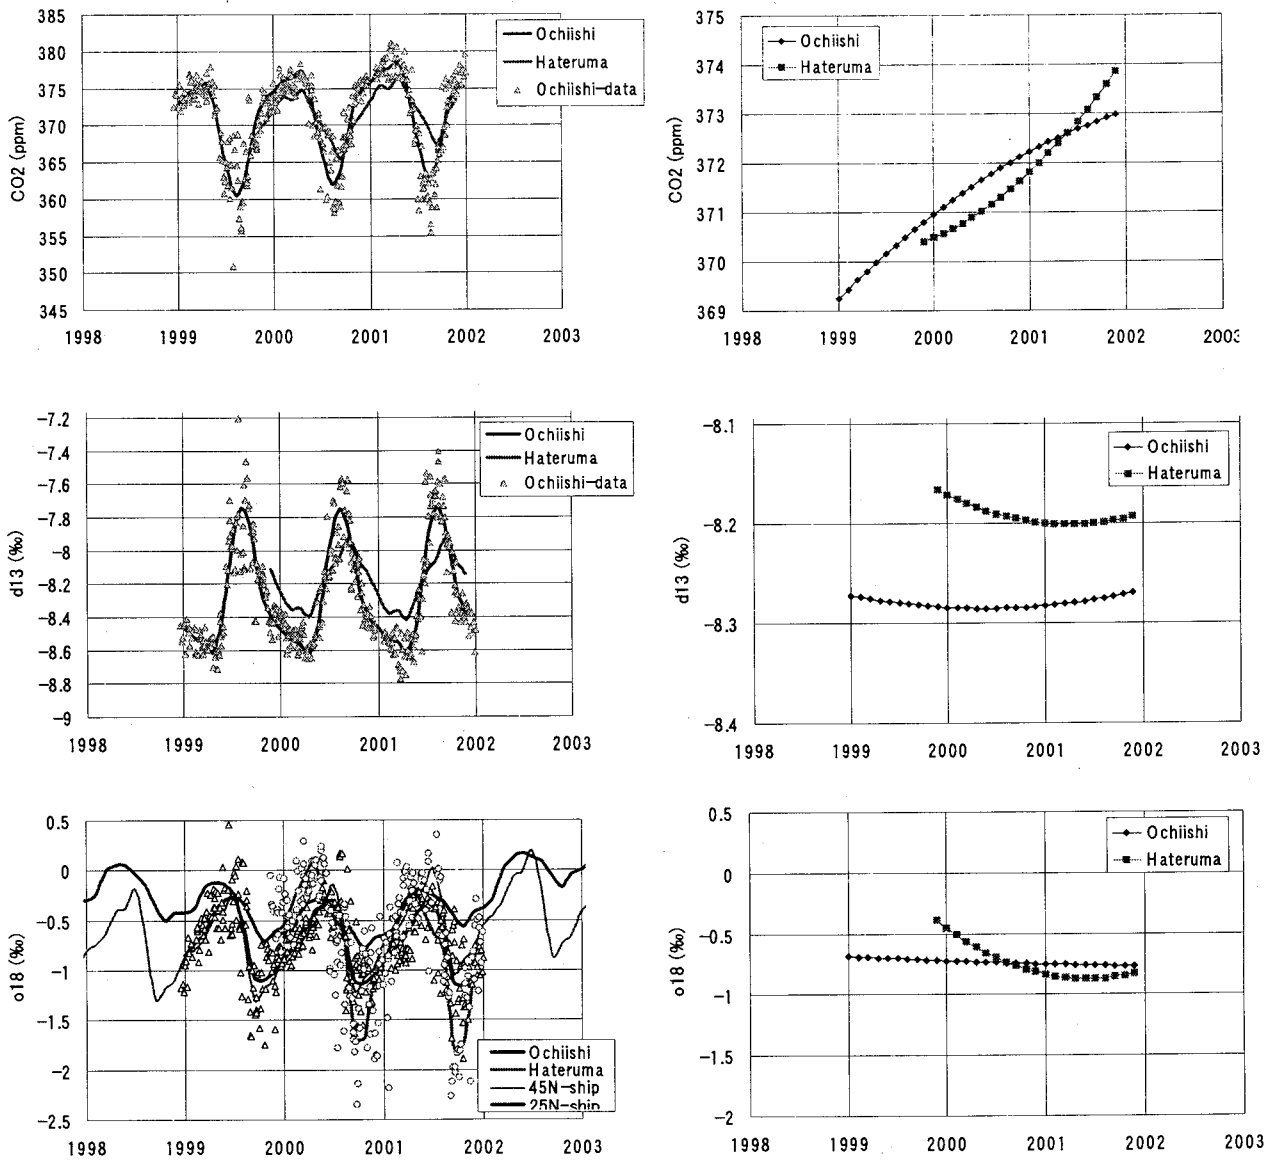 385
380
375
370
365
360
355
350
345
CO2 (ppm)
Ochiishi
Hateruma
Ochiishi-data
1998 1999 2000 2001 2002 2003
375
374
373
372
371
370
369
CO2 (ppm)
Ochiishi
Hateruma
1998 1999 2000 2001 2002 2003
-7.2
-7.4
-7.6
-7.8
-8
-8.2
-8.4
-8.6
-8.8
-9
d13 (‰)
Ochiishi
Hateruma
Ochiishi-data
1998 1999 2000 2001 2002 2003
-8.1
-8.2
-8.3
-8.4
d13 (‰)
Ochiishi
Hateruma
1998 1999 2000 2001 2002 2003
0.5
0
-0.5
-1
-1.5
-2
-2.5
o18 (‰)
Ochiishi
Hateruma
45N-ship
25N-ship
1998 1999 2000 2001 2002 2003
0.5
0
-0.5
-1
-1.5
-2
o18 (‰)
Ochiishi
Hateruma
1998 1999 2000 2001 2002 2003